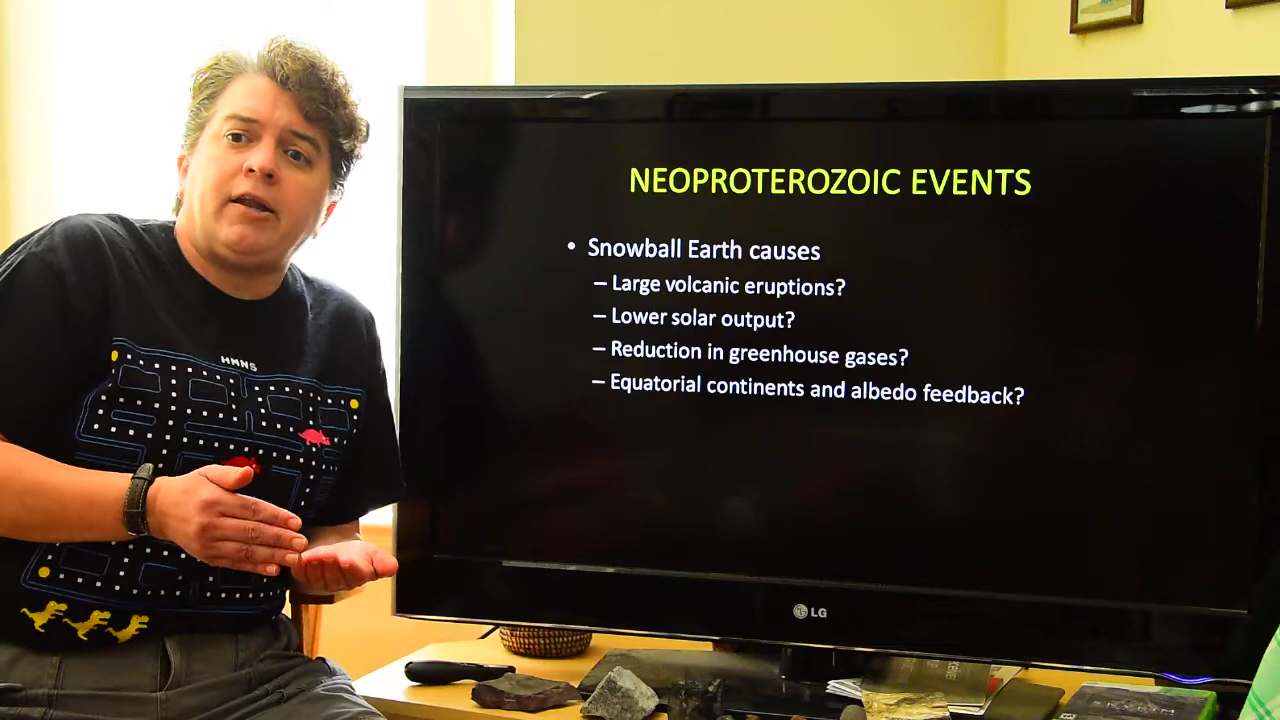 NEOPROTEROZOIC EVENTS
• Snowball Earth causes
– Large volcanic eruptions?
– Lower solar output?
– Reduction in greenhouse gases?
– Equatorial continents and albedo feedback?
HMNS
LG